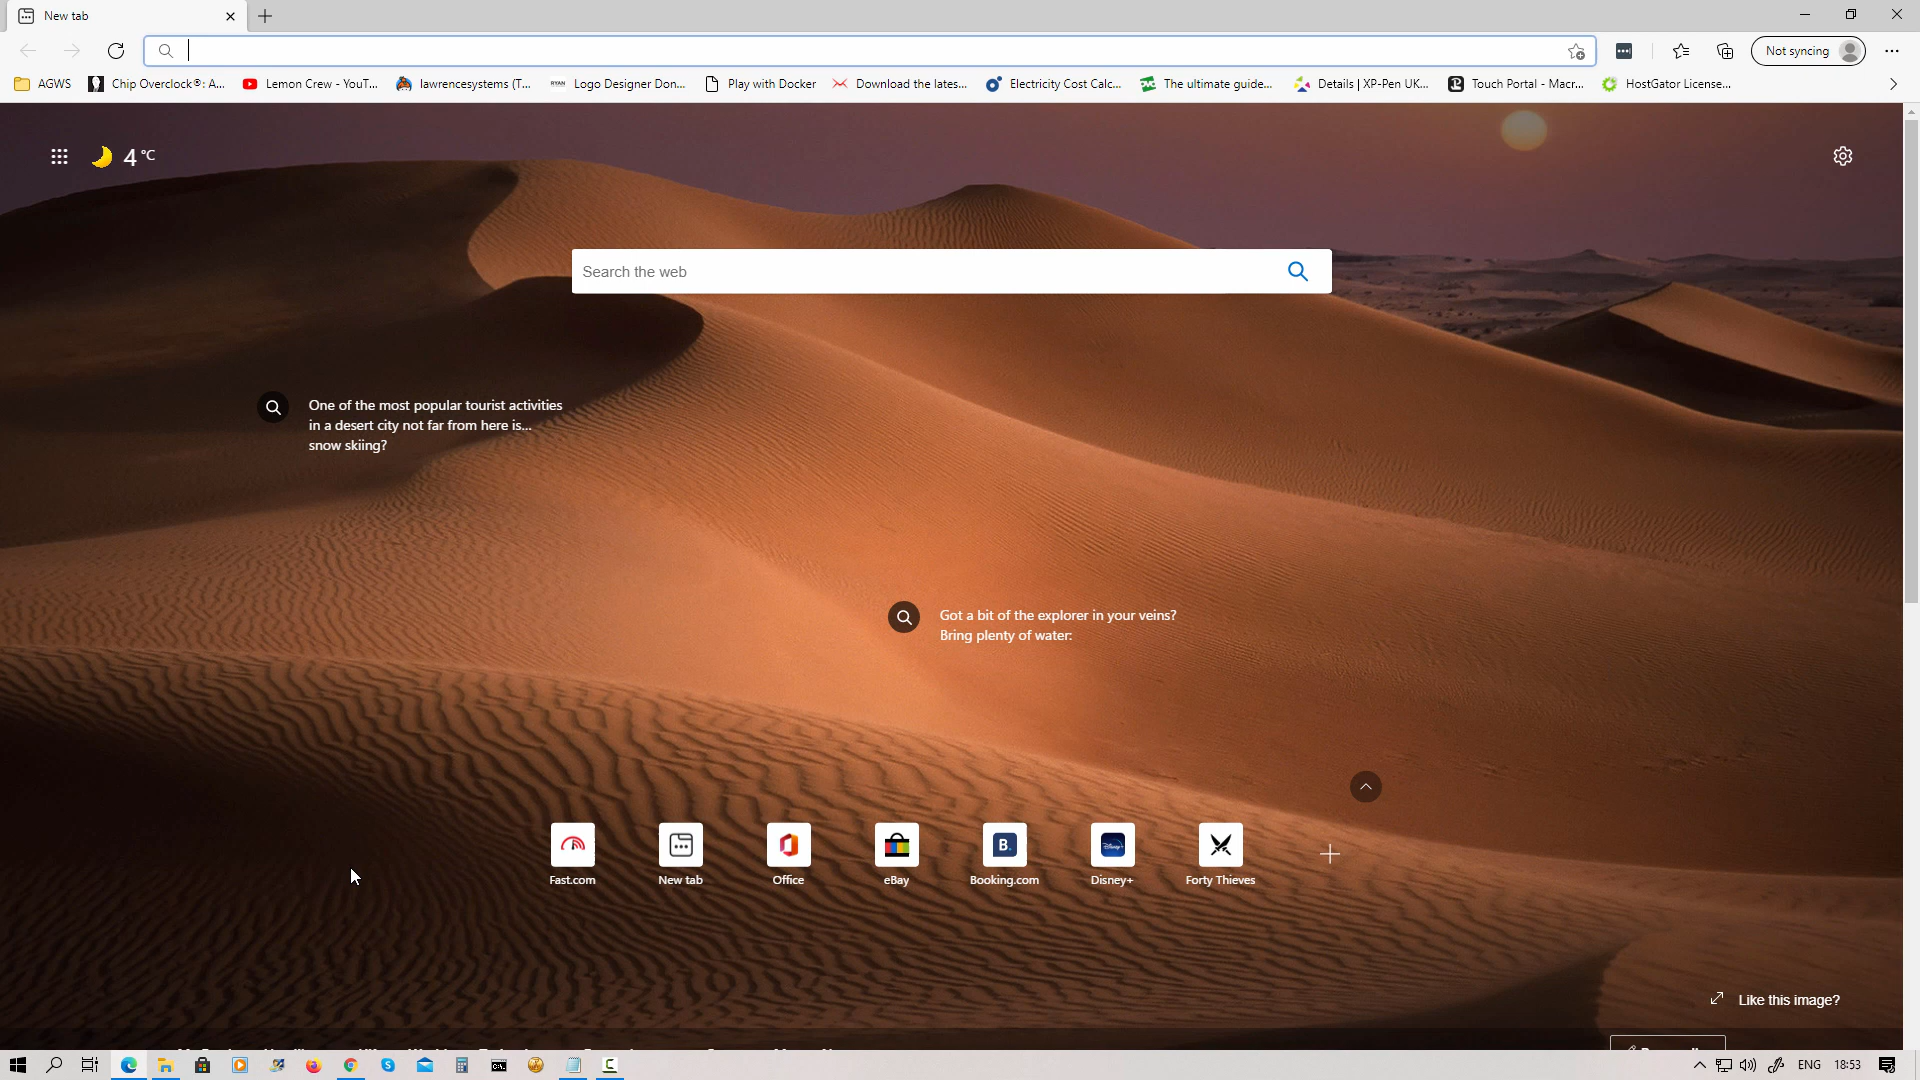 New tab
Not syncing
AGWS
Chip Overclock®: A...
Lemon Crew - YouT...
lawrencesystems (T...
RYAN
Logo Designer Don...
Play with Docker
Download the lates...
Electricity Cost Calc...
The ultimate guide...
Details | XP-Pen UK...
Touch Portal - Macr...
HostGator License...
4 °C
Search the web
One of the most popular tourist activities
in a desert city not far from here is...
snow skiing?
Got a bit of the explorer in your veins?
Bring plenty of water:
B.
Disney+
Fast.com
New tab
Office
eBay
Booking.com
Disney+
Forty Thieves
Like this image?
ENG
18:53